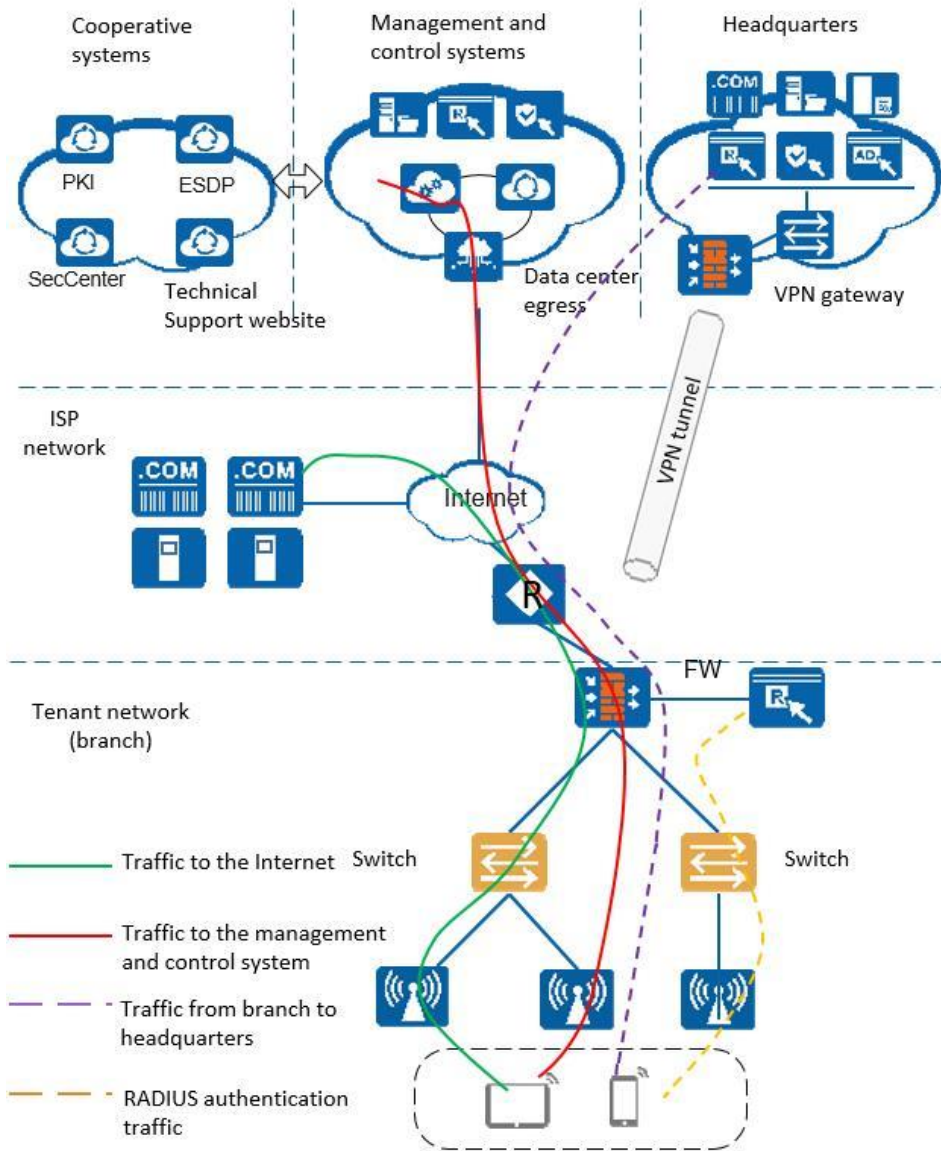 Cooperative
systems
Management and
control systems
Headquarters
.COM
R
R
AD
PKI
ESDP
SecCenter
Technical
Support website
Data center
egress
VPN gateway
VPN tunnel
ISP
network
.COM
.COM
Internet
R
FW
R
Tenant network
(branch)
Switch
Switch
Traffic to the Internet
Traffic to the management
and control system
Traffic from branch to
headquarters
RADIUS authentication
traffic